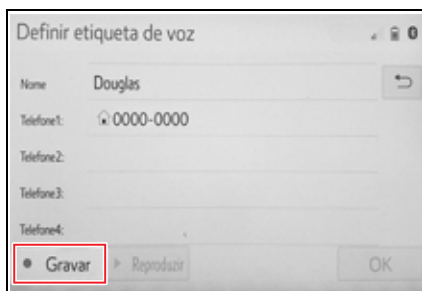 Definir etiqueta de voz
Nome Douglas
Telefone1: 0000-0000
Telefone2:
Telefone3:
Telefone4:
Gravar Reproduzir OK